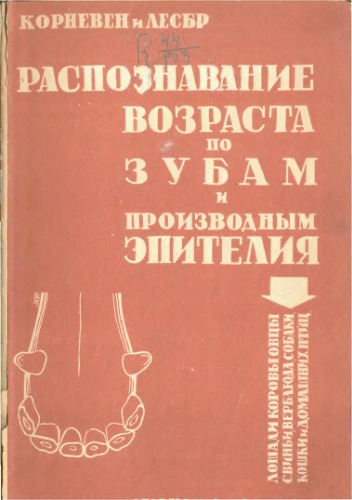 КОРНЕВЕН и ЛЕСБР
РАСПОЗНАВАНИЕ
ВОЗРАСТА
ПО
ЗУБАМ
И
ПРОИЗВОДНЫМ
ЭПИТЕЛИЯ
ЛОШАДИ КОРОВЫ ОВЦЫ
СВИНЬИ ВЕРБЛЮДА СОБАКИ
КОШКИ И ДОМАШНИХ ПТИЦ